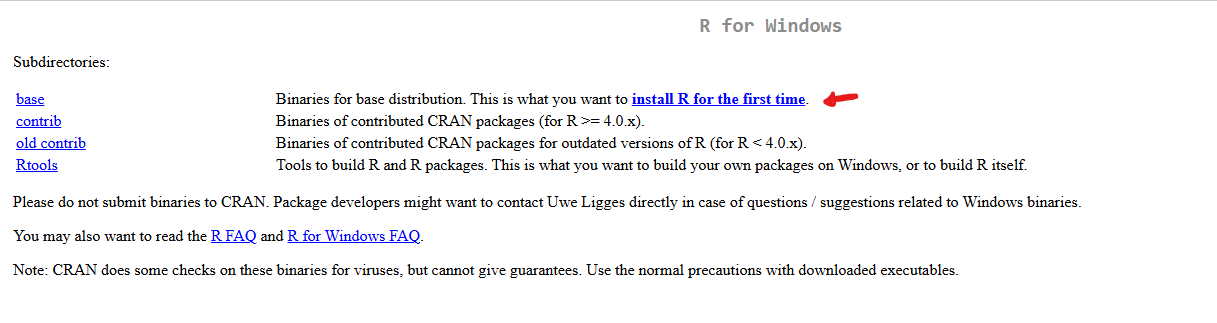 R for Windows
Subdirectories:
base Binaries for base distribution. This is what you want to install R for the first time.
contrib Binaries of contributed CRAN packages (for R >= 4.0.x).
old contrib Binaries of contributed CRAN packages for outdated versions of R (for R < 4.0.x).
Rtools Tools to build R and R packages. This is what you want to build your own packages on Windows, or to build R itself.
Please do not submit binaries to CRAN. Package developers might want to contact Uwe Ligges directly in case of questions / suggestions related to Windows binaries.
You may also want to read the R FAQ and R for Windows FAQ.
Note: CRAN does some checks on these binaries for viruses, but cannot give guarantees. Use the normal precautions with downloaded executables.